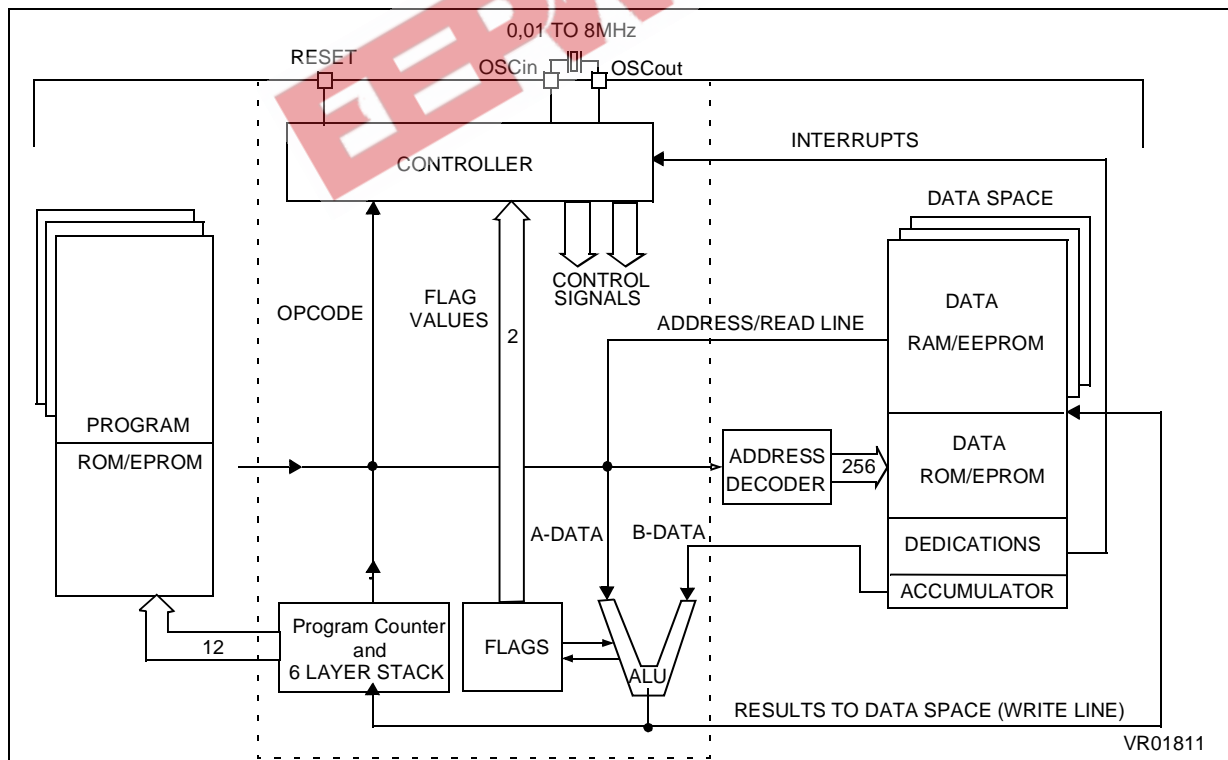 0,01 TO 8MHz
RESET
OSCin
OSCout
CONTROLLER
INTERRUPTS
DATA SPACE
OPCODE
FLAG
VALUES
2
CONTROL
SIGNALS
ADDRESS/READ LINE
DATA
RAM/EEPROM
PROGRAM
ROM/EPROM
ADDRESS
DECODER
256
DATA
ROM/EPROM
A-DATA
B-DATA
DEDICATIONS
ACCUMULATOR
12
Program Counter
and
6 LAYER STACK
FLAGS
ALU
RESULTS TO DATA SPACE (WRITE LINE)
VR01811